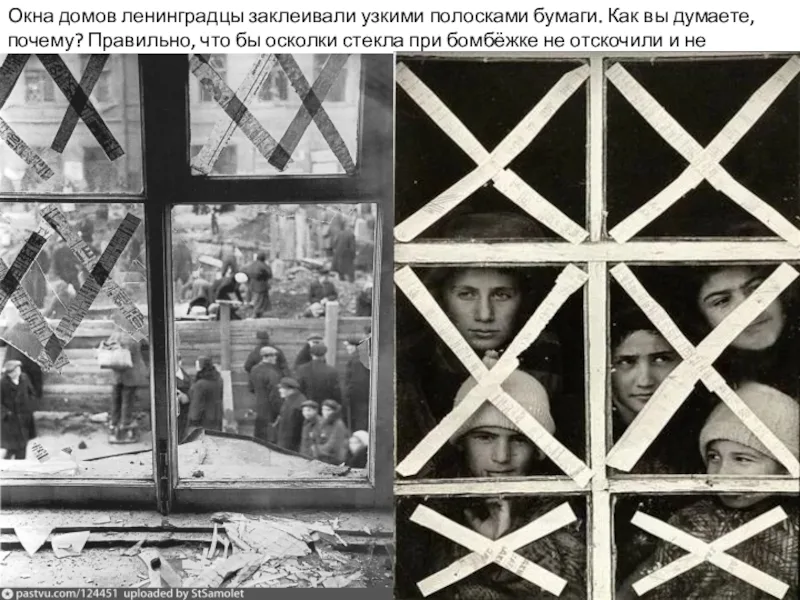 Окна домов ленинградцы заклеивали узкими полосками бумаги. Как вы думаете,
почему? Правильно, что бы осколки стекла при бомбёжке не отскочили и не
pastvu.com/124451 uploaded by StSamolet